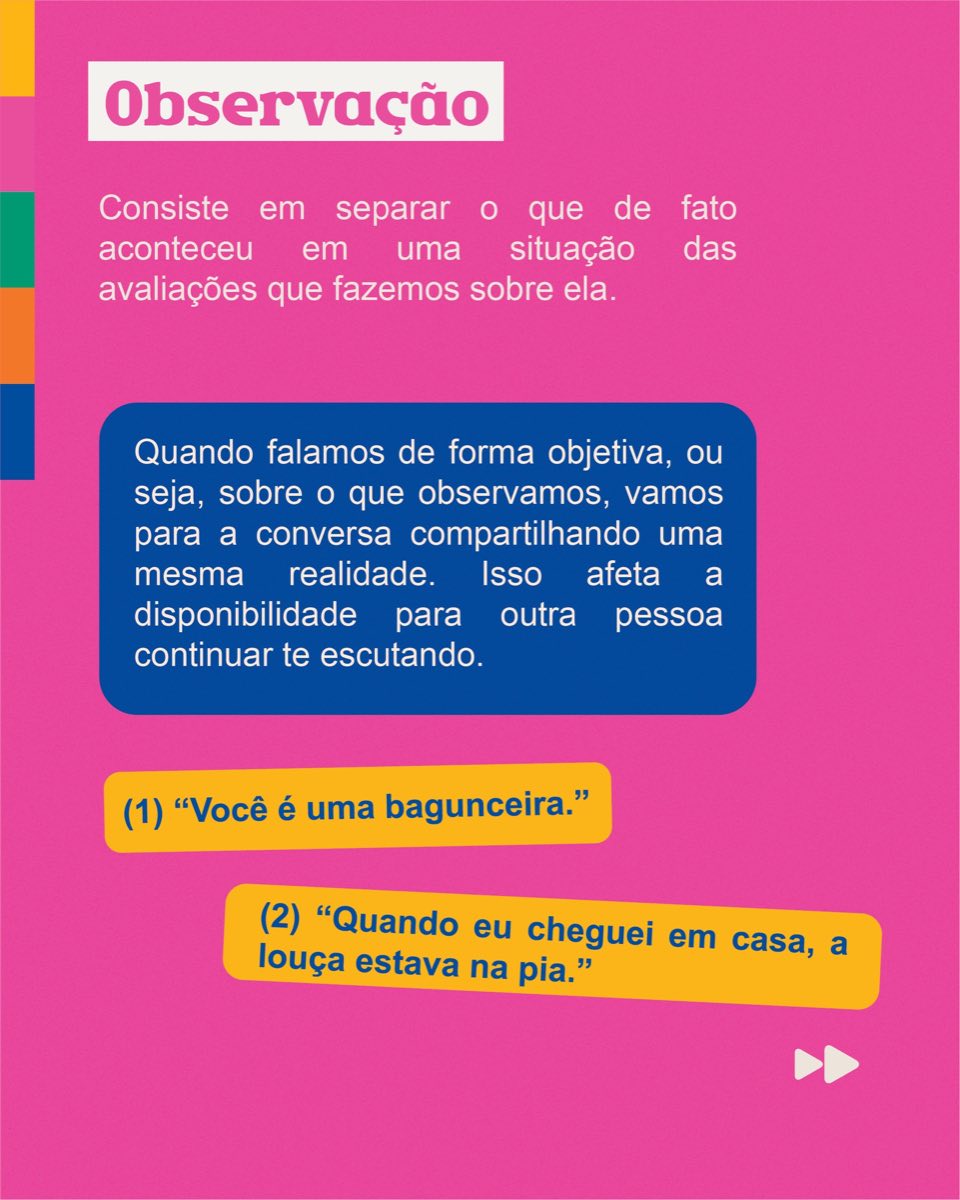 Observação
Consiste em separar o que de fato
aconteceu em uma situação das
avaliações que fazemos sobre ela.
Quando falamos de forma objetiva, ou
seja, sobre o que observamos, vamos
para a conversa compartilhando uma
mesma realidade. Isso afeta a
disponibilidade para outra pessoa
continuar te escutando.
(1) “Você é uma bagunceira.”
(2) “Quando eu cheguei em casa, a
louça estava na pia.”